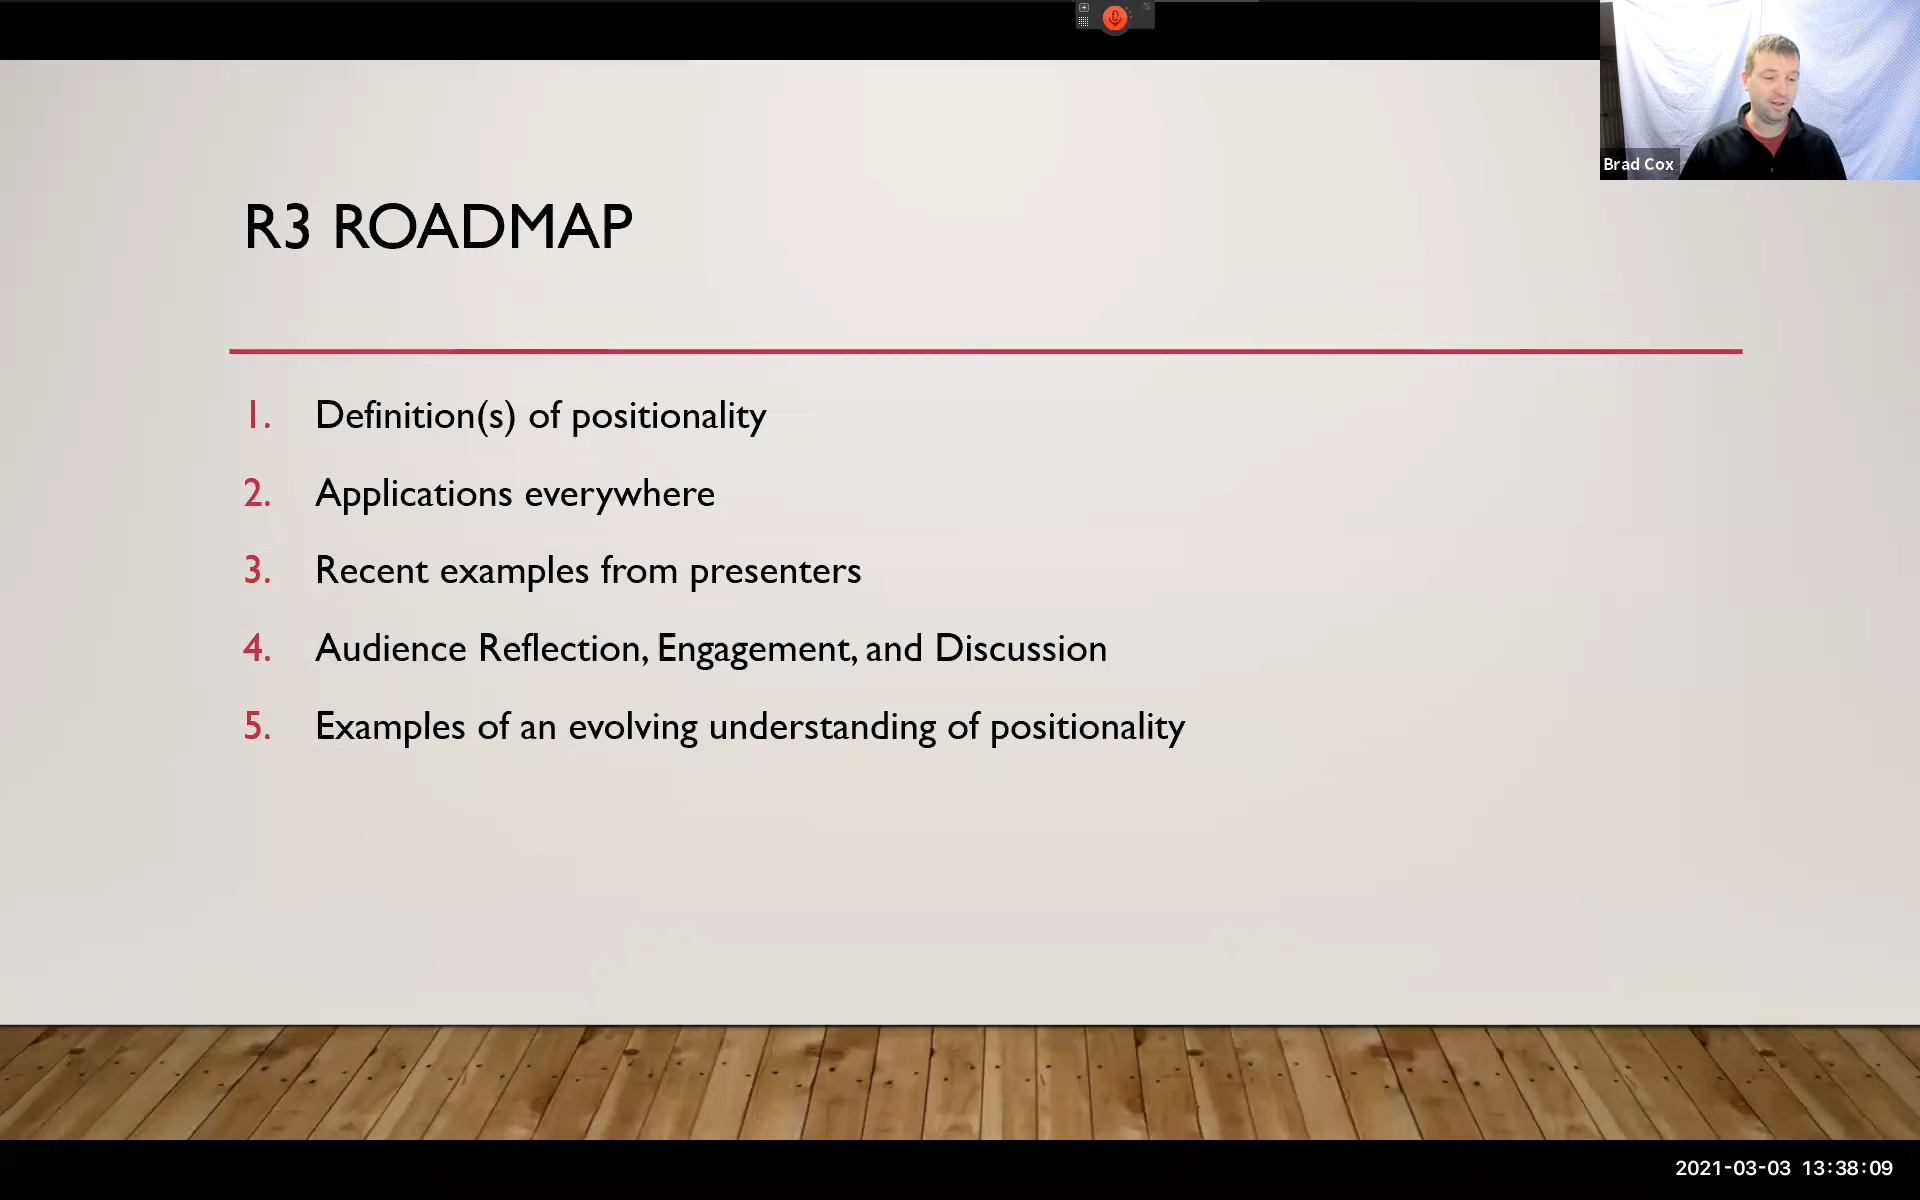 Brad Cox
R3 ROADMAP
1. Definition(s) of positionality
2. Applications everywhere
3. Recent examples from presenters
4. Audience Reflection, Engagement, and Discussion
5. Examples of an evolving understanding of positionality
2021-03-03 13:38:09